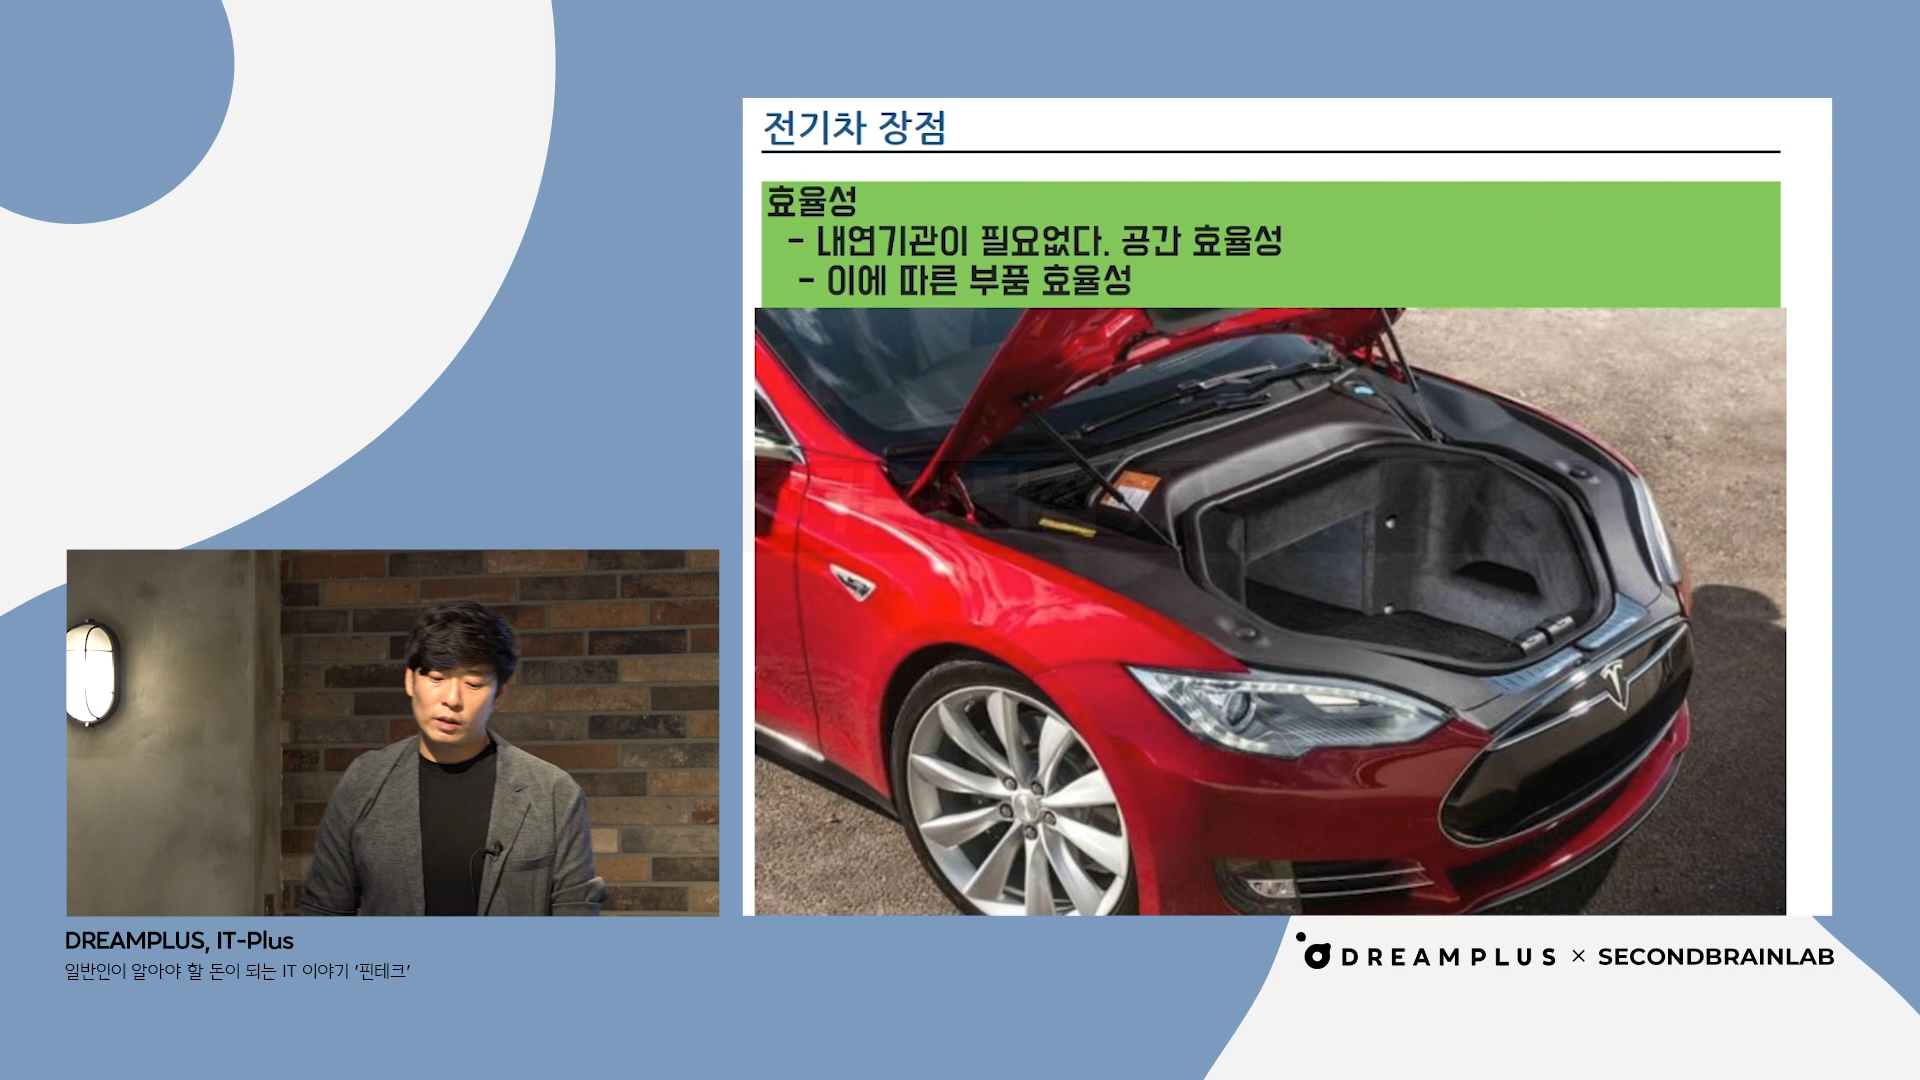 전기차 장점
효율성
- 내연기관이 필요없다. 공간 효율성
- 이에 따른 부품 효율성
DREAMPLUS, IT-Plus
일반인이 알아야 할 돈이 되는 IT 이야기 '핀테크'
DREAMPLUS × SECONDBRAINLAB